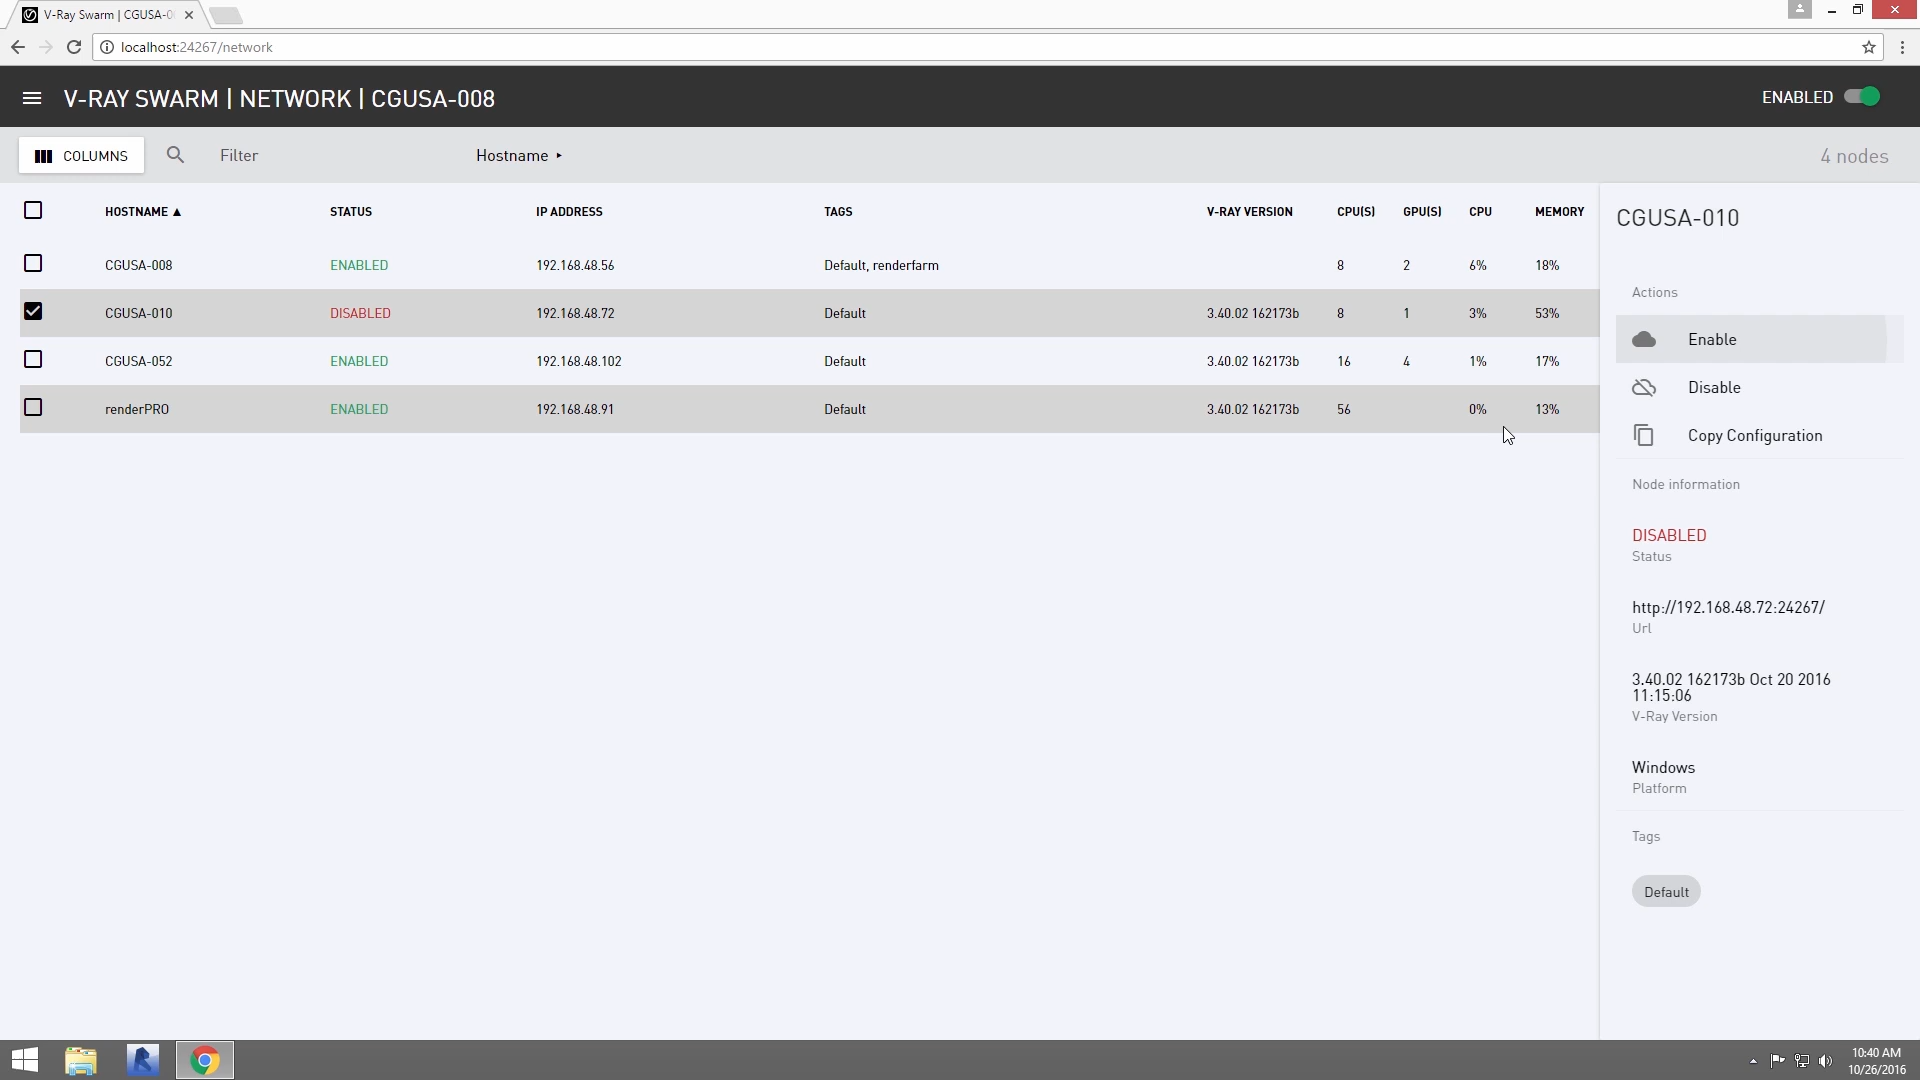 V-Ray Swarm | CGUSA-0
localhost:24267/network
V-RAY SWARM | NETWORK | CGUSA-008
ENABLED
COLUMNS
Filter
Hostname
4 nodes
HOSTNAME ▲ STATUS IP ADDRESS TAGS V-RAY VERSION CPU(S) GPU(S) CPU MEMORY
CGUSA-008 ENABLED 192.168.48.56 Default, renderfarm 8 2 6% 18%
CGUSA-010 DISABLED 192.168.48.72 Default 3.40.02 162173b 8 1 3% 53%
CGUSA-052 ENABLED 192.168.48.102 Default 3.40.02 162173b 16 4 1% 17%
renderPRO ENABLED 192.168.48.91 Default 3.40.02 162173b 56 0% 13%
CGUSA-010
Actions
Enable
Disable
Copy Configuration
Node information
DISABLED
Status
http://192.168.48.72:24267/
Url
3.40.02 162173b Oct 20 2016
11:15:06
V-Ray Version
Windows
Platform
Tags
Default
10:40 AM
10/26/2016